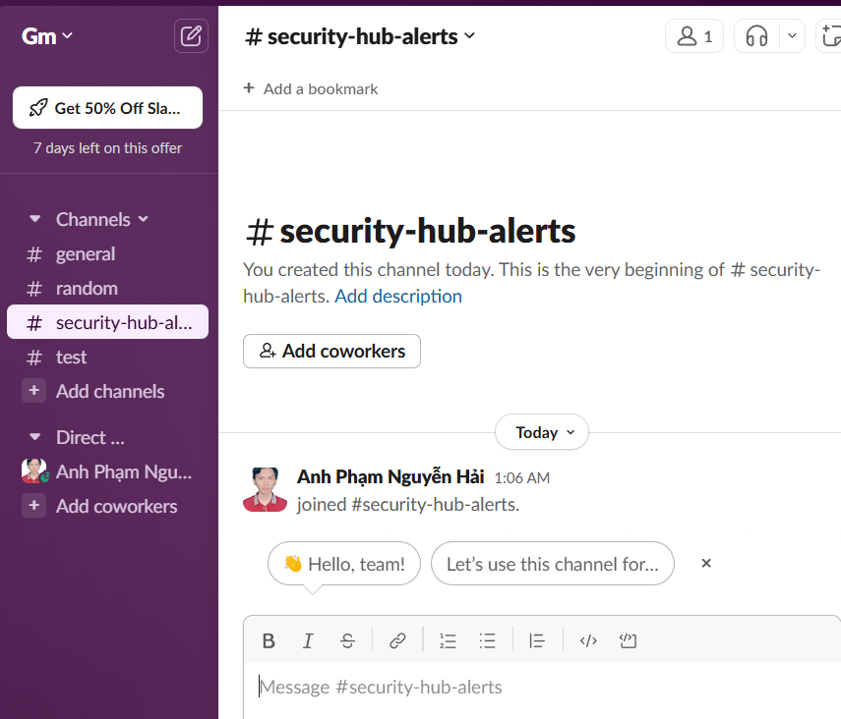 Gm
Get 50% Off Sla...
7 days left on this offer
Channels
# general
# random
# security-hub-al...
# test
+ Add channels
Direct ...
Anh Phạm Ngu...
+ Add coworkers
# security-hub-alerts
1
+ Add a bookmark
# security-hub-alerts
You created this channel today. This is the very beginning of # security-
hub-alerts. Add description
Add coworkers
Today
Anh Phạm Nguyễn Hải 1:06 AM
joined #security-hub-alerts.
👋 Hello, team!
Let’s use this channel for...
B I S
Message #security-hub-alerts